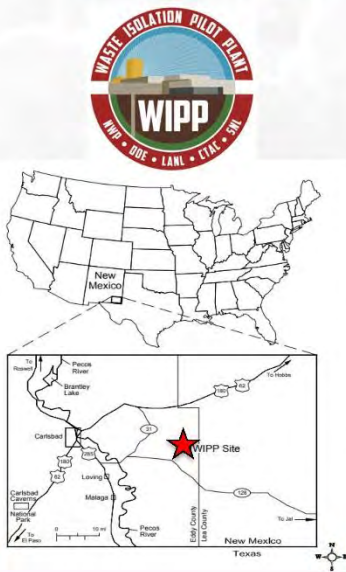 WASTE ISOLATION PILOT PLANT
WIPP
NWP • DOE • LANL • CTAC • SNL
New
Mexico
To
Roswell
Pecos
River
To Hobbs
Brantley
Lake
180
62
31
Carlsbad
WIPP Site
285
180
62
Carlsbad
Caverns
National
Park
Loving
Malaga
128
0 10 mi
Eddy County
Lea County
To Jal
To
El Paso
Pecos
River
New Mexico
Texas
N
W
E
S